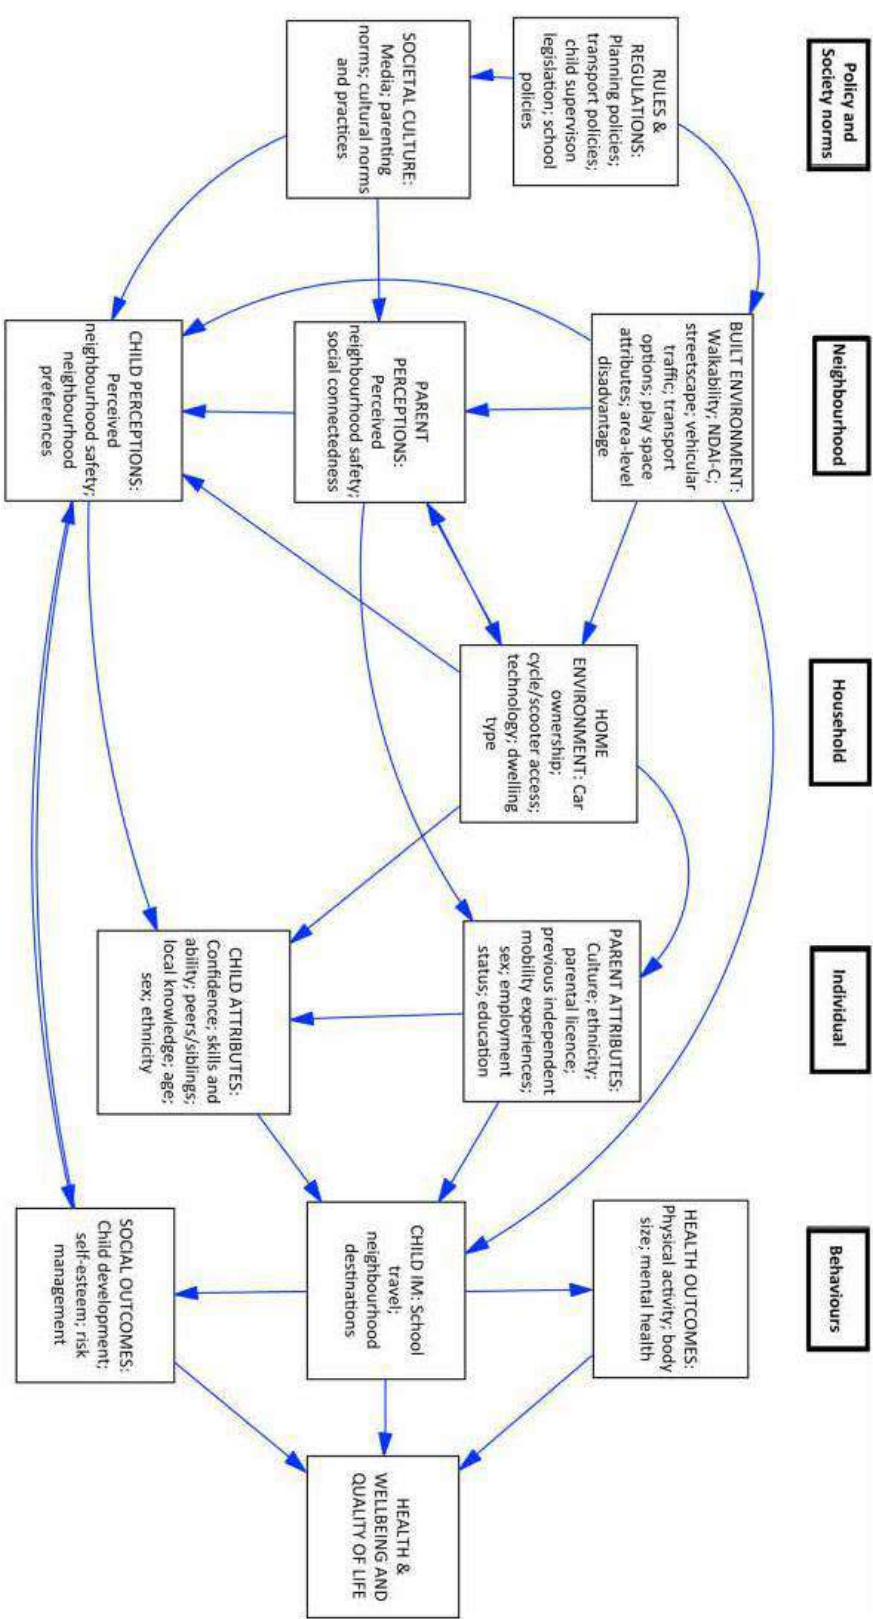 Policy and
Society norms
Neighbourhood
Household
Individual
Behaviours
RULES &
REGULATIONS:
Planning policies;
transport policies;
child supervison
legislation; school
policies
SOCIETAL CULTURE:
Media; parenting
norms; cultural norms
and practices
BUILT ENVIRONMENT:
Walkability; NDAI-C;
streetscape; vehicular
traffic; transport
options; play space
attributes; area-level
disadvantage
PARENT
PERCEPTIONS:
Perceived
neighbourhood safety;
social connectedness
CHILD PERCEPTIONS:
Perceived
neighbourhood safety;
neighbourhood
preferences
HOME
ENVIRONMENT: Car
ownership;
cycle/scooter access;
technology; dwelling
type
PARENT ATTRIBUTES:
Culture; ethnicity;
parental licence;
previous independent
mobility experiences;
sex; employment
status; education
CHILD ATTRIBUTES:
Confidence; skills and
ability; peers/siblings;
local knowledge; age;
sex; ethnicity
HEALTH OUTCOMES:
Physical activity; body
size; mental health
CHILD IM: School
travel;
neighbourhood
destinations
SOCIAL OUTCOMES:
Child development;
self-esteem; risk
management
HEALTH &
WELLBEING AND
QUALITY OF LIFE